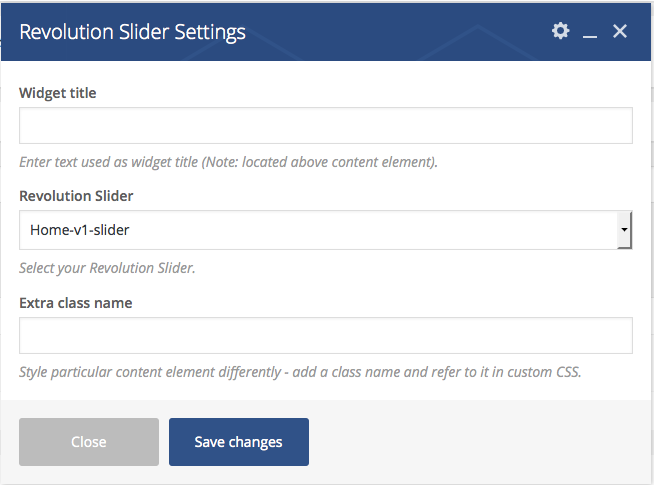 Revolution Slider Settings
Widget title
Enter text used as widget title (Note: located above content element).
Revolution Slider
Home-v1-slider
Select your Revolution Slider.
Extra class name
Style particular content element differently - add a class name and refer to it in custom CSS.
Close
Save changes